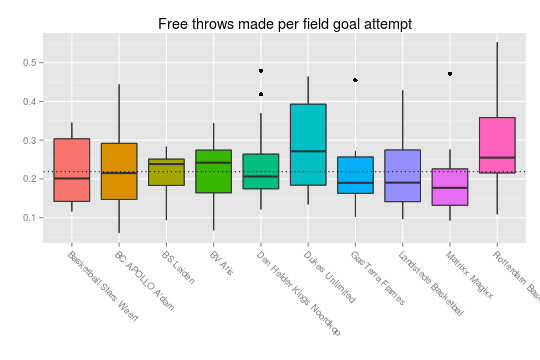 Free throws made per field goal attempt
0.5
0.4
0.3
0.2
0.1
Basketball Stars Weert
BC APOLLO A'dam
BS Leiden
BV Aris
Den Helder Kings Noordkop
Dukes Unlimited
GasTerra Flames
Landstede Basketbal
Matrixx Magixx
Rotterdam Bas